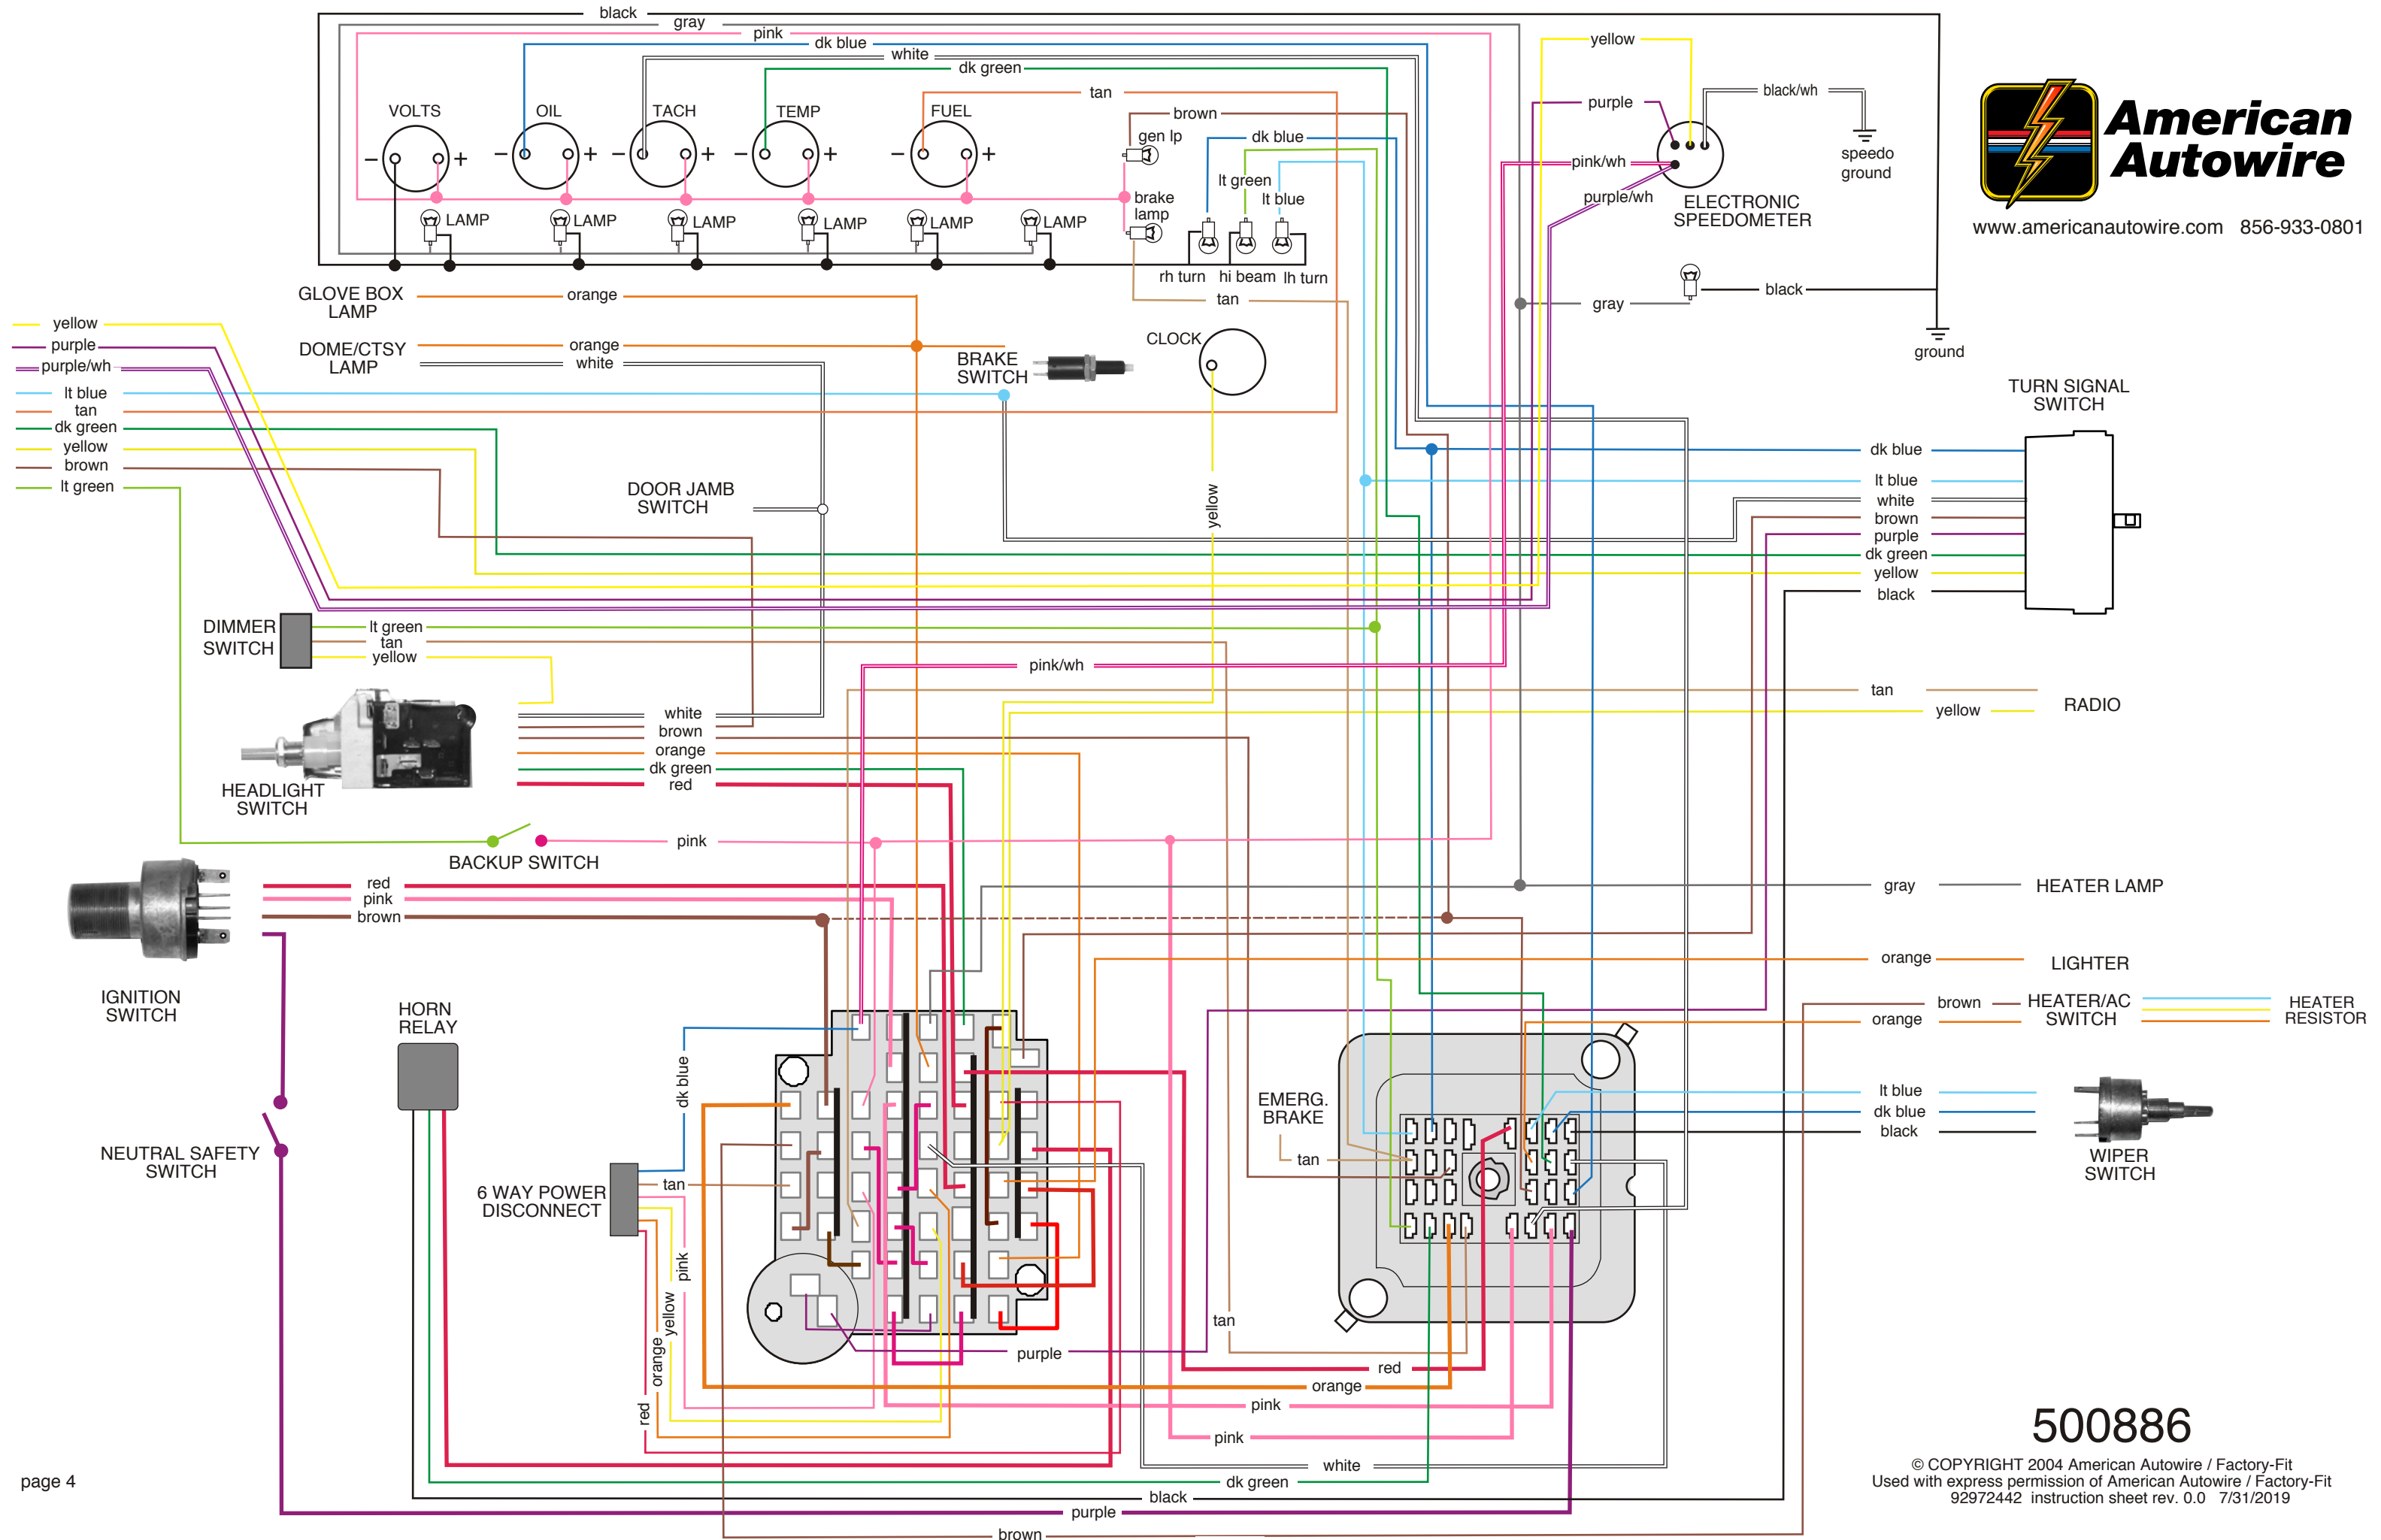 black
gray
pink
dk blue
white
dk green
tan
brown
yellow
purple
black/wh
pink/wh
purple/wh
speedo
ground
ELECTRONIC
SPEEDOMETER
American
Autowire
www.americanautowire.com 856-933-0801
VOLTS
OIL
TACH
TEMP
FUEL
− +
− +
− +
− +
− +
gen lp
dk blue
lt green
lt blue
brake
lamp
LAMP
LAMP
LAMP
LAMP
LAMP
LAMP
rh turn
hi beam
lh turn
tan
gray
black
ground
GLOVE BOX
LAMP
orange
DOME/CTSY
LAMP
orange
white
BRAKE
SWITCH
CLOCK
yellow
yellow
purple
purple/wh
lt blue
tan
dk green
yellow
brown
lt green
DOOR JAMB
SWITCH
TURN SIGNAL
SWITCH
dk blue
lt blue
white
brown
purple
dk green
yellow
black
DIMMER
SWITCH
lt green
tan
yellow
pink/wh
tan
yellow
RADIO
HEADLIGHT
SWITCH
white
brown
orange
dk green
red
BACKUP SWITCH
pink
IGNITION
SWITCH
red
pink
brown
gray
HEATER LAMP
orange
LIGHTER
brown
orange
HEATER/AC
SWITCH
HEATER
RESISTOR
HORN
RELAY
NEUTRAL SAFETY
SWITCH
6 WAY POWER
DISCONNECT
dk blue
tan
pink
yellow
orange
red
EMERG.
BRAKE
tan
lt blue
dk blue
black
WIPER
SWITCH
tan
purple
red
orange
pink
pink
white
dk green
black
purple
brown
page 4
500886
© COPYRIGHT 2004 American Autowire / Factory-Fit
Used with express permission of American Autowire / Factory-Fit
92972442 instruction sheet rev. 0.0 7/31/2019